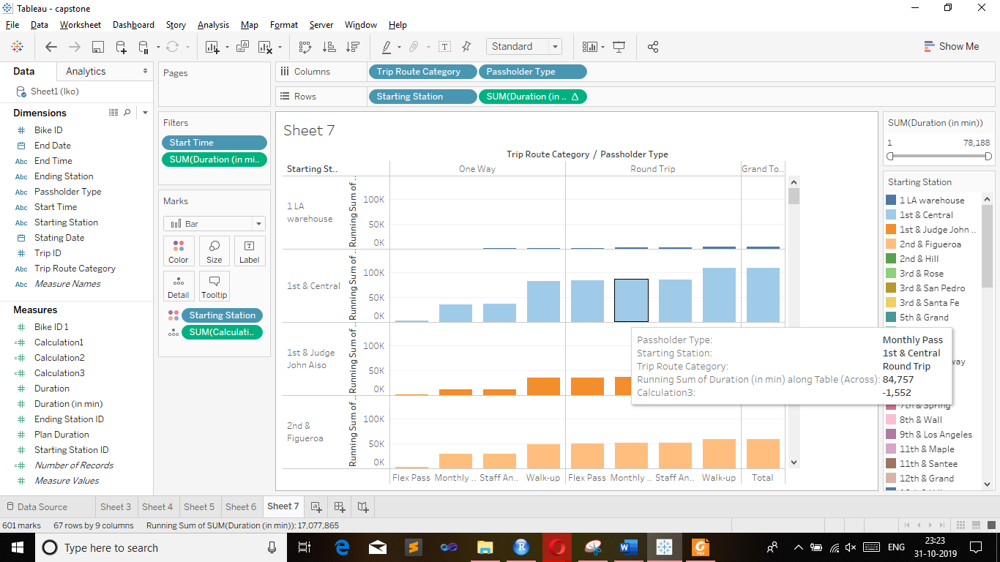 Tableau - capstone
File Data Worksheet Dashboard Story Analysis Map Format Server Window Help
Standard
Show Me
Data Analytics
Sheet1 (lko)
Dimensions
Bike ID
Abc End Date
Abc End Time
Abc Ending Station
Abc Passholder Type
Abc Start Time
Abc Starting Station
Stating Date
Trip ID
Abc Trip Route Category
Abc Measure Names
Measures
Bike ID 1
Calculation1
Calculation2
Calculation3
Duration
Duration (in min)
Ending Station ID
Plan Duration
Starting Station ID
Number of Records
Measure Values
Pages
Filters
Start Time
SUM(Duration (in mi..
Marks
Bar
Color Size Label
Detail Tooltip
Starting Station
SUM(Calculati..
Columns Trip Route Category Passholder Type
Rows Starting Station SUM(Duration (in .. Δ
Sheet 7
Trip Route Category / Passholder Type
Starting St.. One Way Round Trip Grand To..
1 LA warehouse
Running Sum of ..
100K
50K
0K
1st & Central
Running Sum of ..
100K
50K
0K
1st & Judge John Aiso
Running Sum of ..
100K
50K
0K
2nd & Figueroa
Running Sum of ..
100K
50K
0K
Flex Pass Monthly .. Staff An.. Walk-up Flex Pass Monthly .. Staff An.. Walk-up Total
Passholder Type: Monthly Pass
Starting Station: 1st & Central
Trip Route Category: Round Trip
Running Sum of Duration (in min) along Table (Across): 84,757
Calculation3: -1,552
SUM(Duration (in min))
1 78,188
Starting Station
1 LA warehouse
1st & Central
1st & Judge John ..
2nd & Figueroa
2nd & Hill
3rd & Rose
3rd & San Pedro
3rd & Santa Fe
5th & Grand
7th & Spring
8th & Wall
9th & Los Angeles
11th & Maple
11th & Santee
12th & Grand
Data Source Sheet 3 Sheet 4 Sheet 5 Sheet 6 Sheet 7
601 marks 67 rows by 9 columns Running Sum of SUM(Duration (in min)): 17,077,865
Type here to search
ENG
23:23
31-10-2019